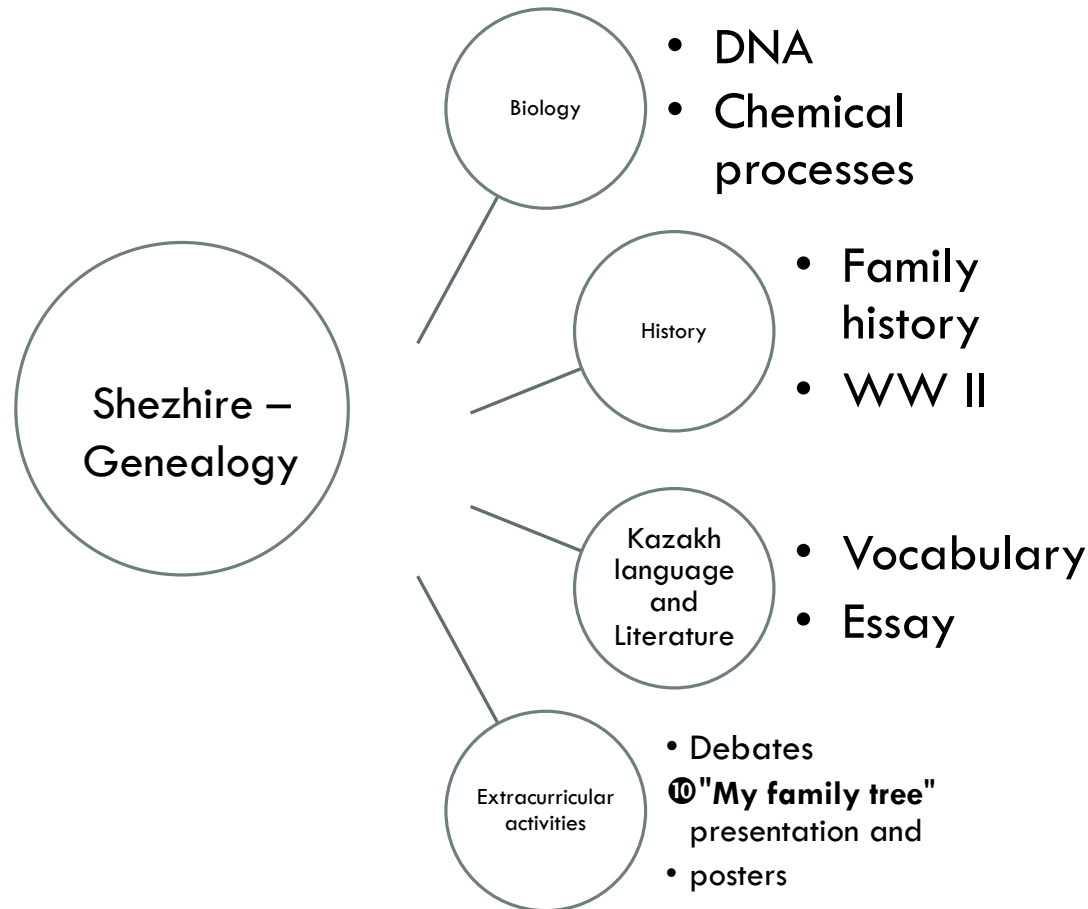 Shezhire –
Genealogy
Biology
• DNA
• Chemical
processes
History
• Family
history
• WW II
Kazakh
language
and
Literature
• Vocabulary
• Essay
Extracurricular
activities
• Debates
❿"My family tree"
presentation and
• posters